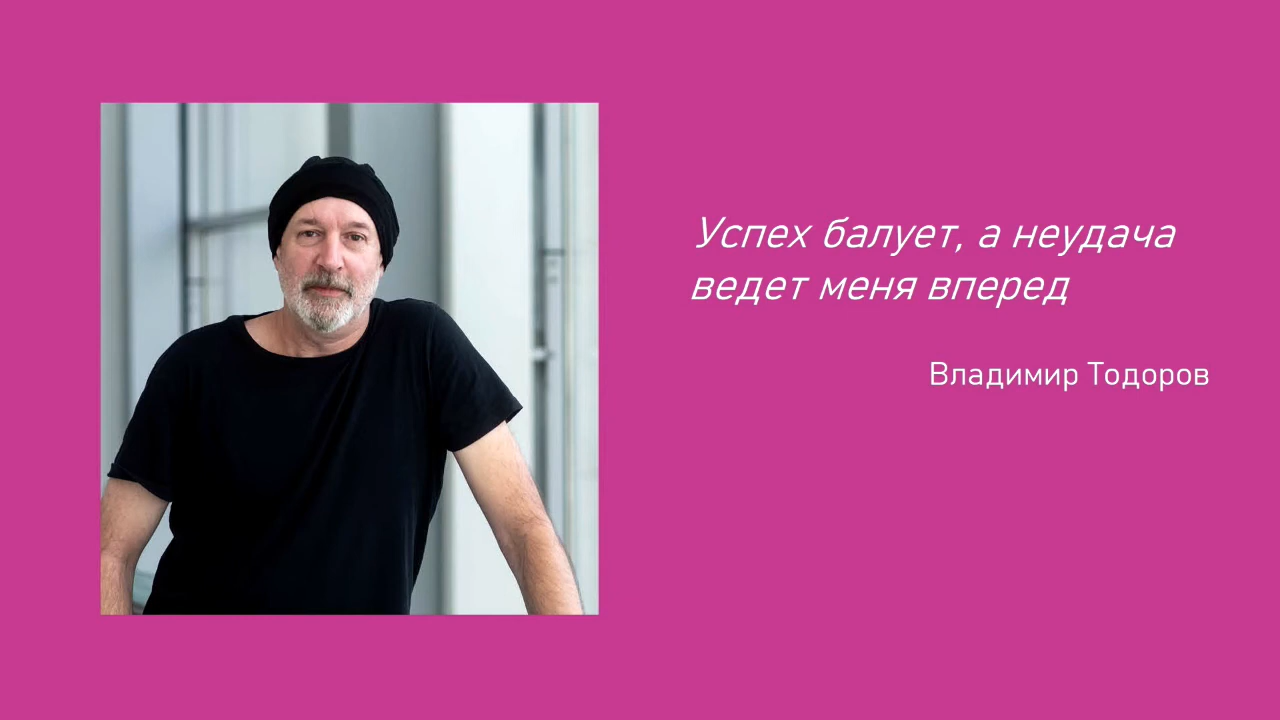 Успех балует, а неудача
ведет меня вперед
Владимир Тодоров